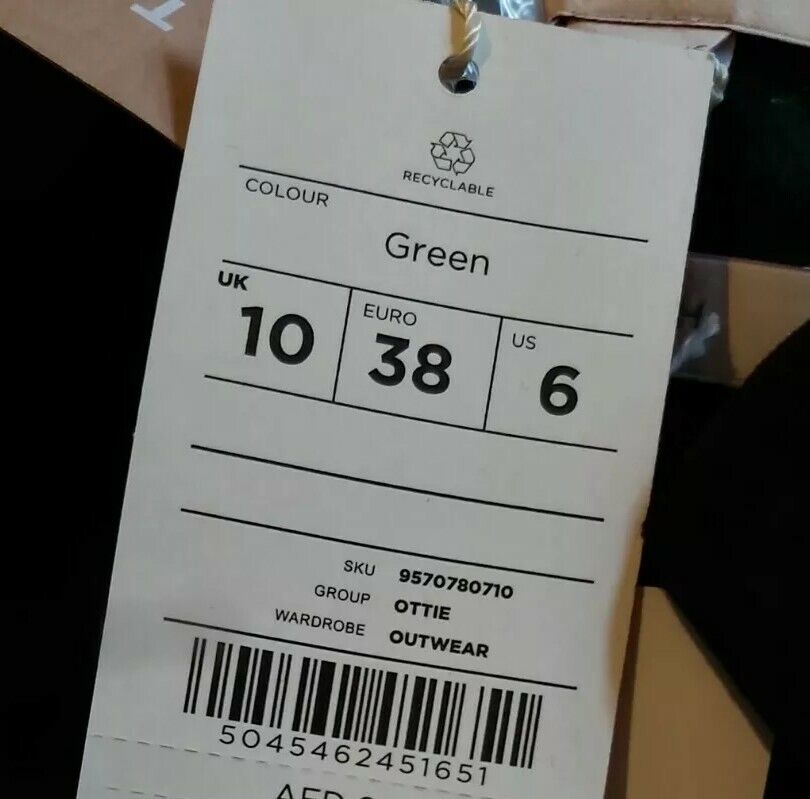 RECYCLABLE
COLOUR
Green
UK EURO US
10 38 6
SKU 9570780710
GROUP OTTIE
WARDROBE OUTWEAR
5045462451651